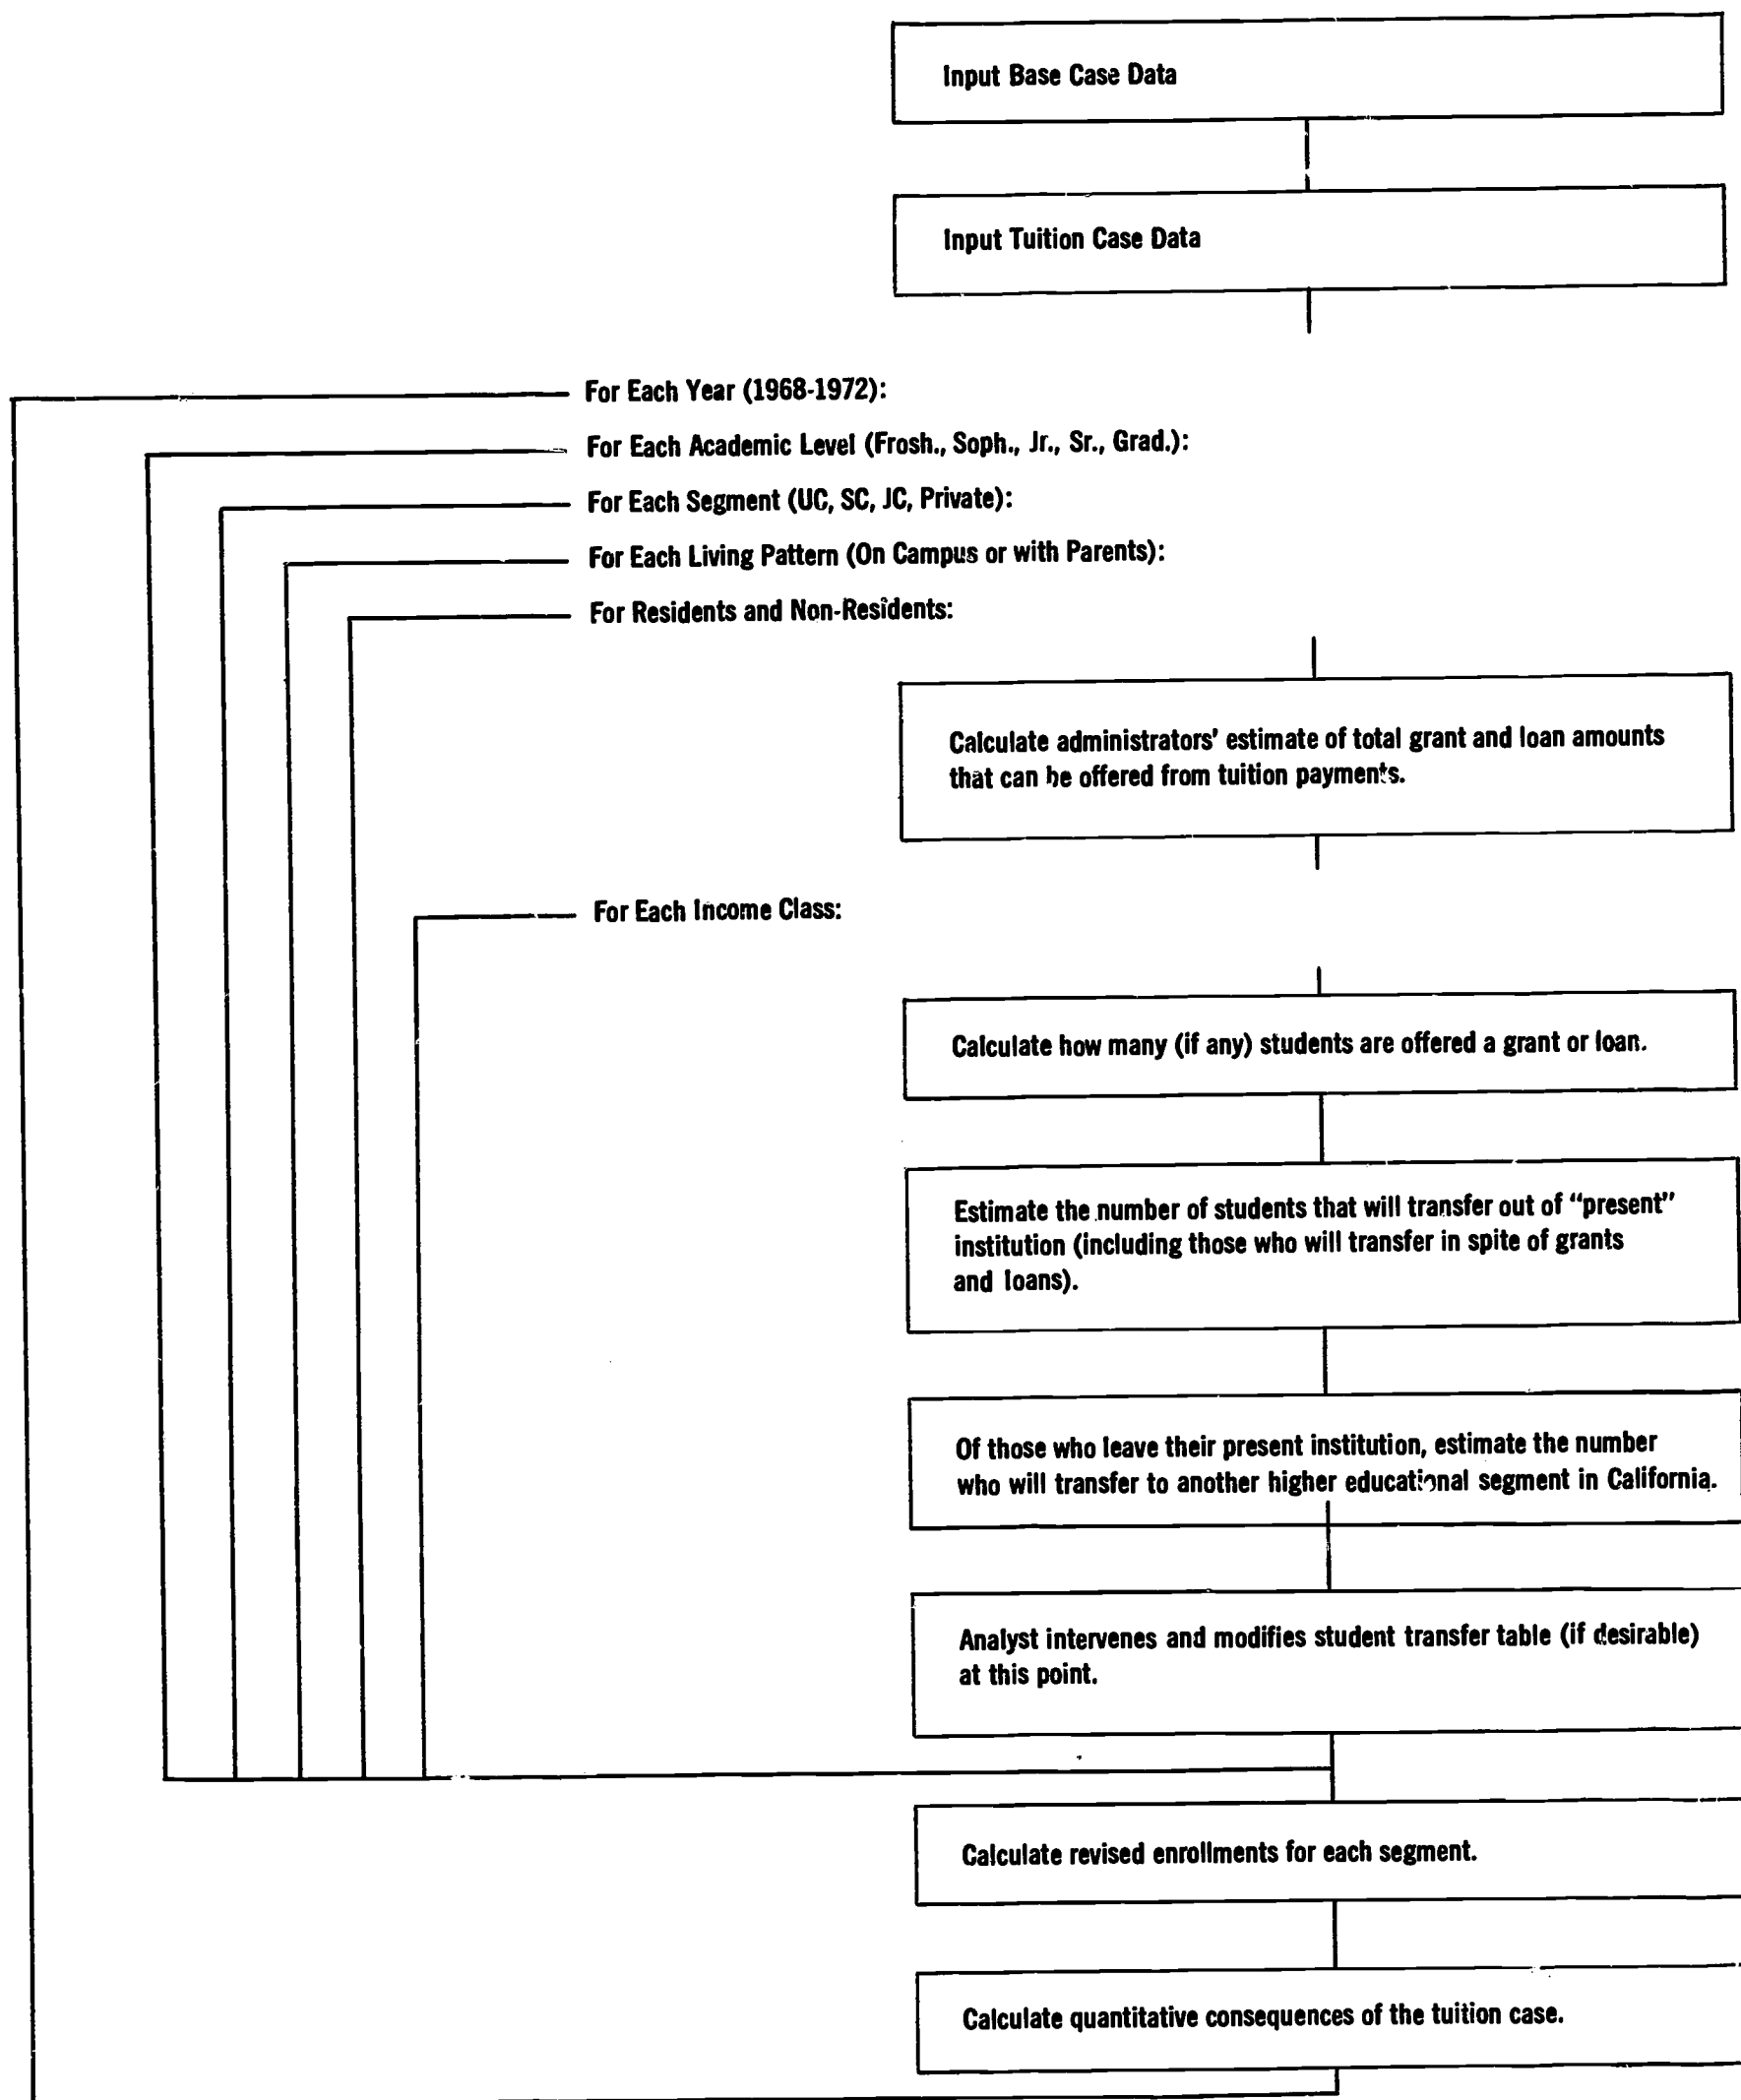 Input Base Case Data
Input Tuition Case Data
For Each Year (1968-1972):
For Each Academic Level (Frosh., Soph., Jr., Sr., Grad.):
For Each Segment (UC, SC, JC, Private):
For Each Living Pattern (On Campus or with Parents):
For Residents and Non-Residents:
Calculate administrators' estimate of total grant and loan amounts
that can be offered from tuition payments.
For Each Income Class:
Calculate how many (if any) students are offered a grant or loan.
Estimate the number of students that will transfer out of “present”
institution (including those who will transfer in spite of grants
and loans).
Of those who leave their present institution, estimate the number
who will transfer to another higher educational segment in California.
Analyst intervenes and modifies student transfer table (if desirable)
at this point.
Calculate revised enrollments for each segment.
Calculate quantitative consequences of the tuition case.